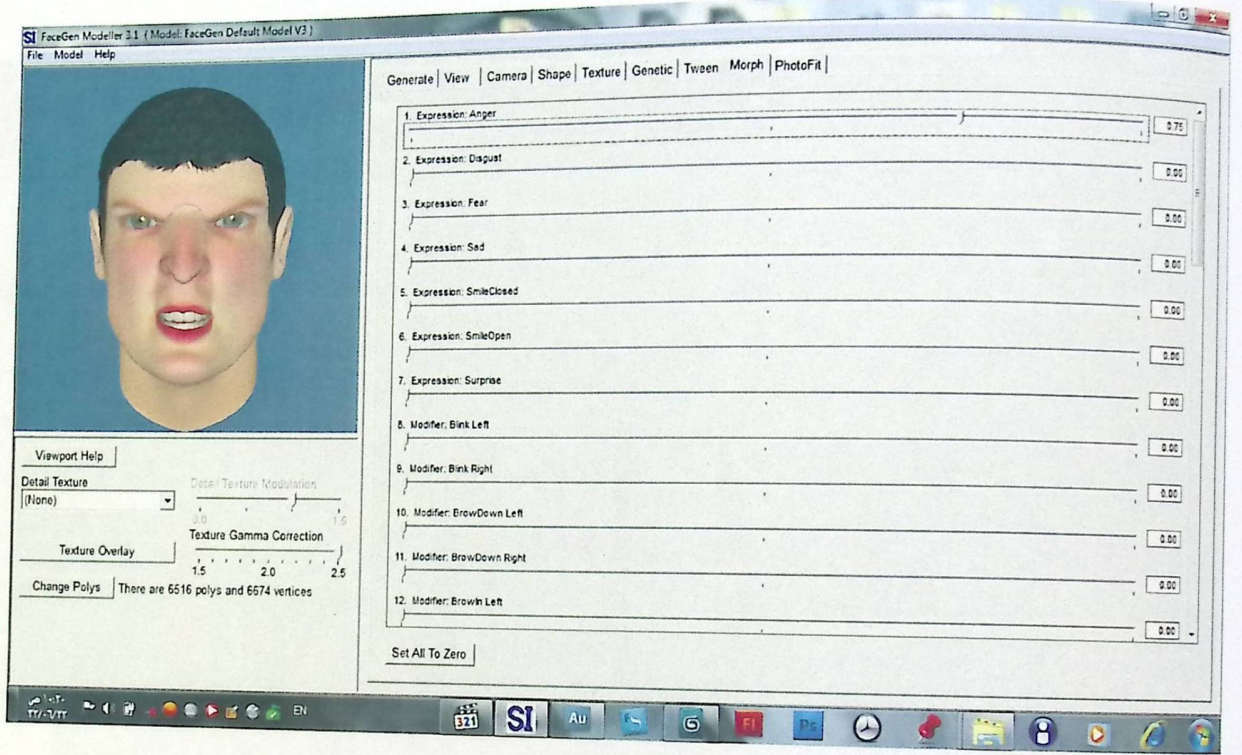 SI FaceGen Modeller 3.1 ( Model: FaceGen Default Model V3 )
File Model Help
Generate View Camera Shape Texture Genetic Tween Morph PhotoFit
1. Expression: Anger
0.75
2. Expression: Disgust
0.00
3. Expression: Fear
0.00
4. Expression: Sad
0.00
5. Expression: SmileClosed
0.00
6. Expression: SmileOpen
0.00
7. Expression: Surprise
0.00
8. Modifier: Blink Left
0.00
9. Modifier: Blink Right
0.00
10. Modifier: BrowDown Left
0.00
11. Modifier: BrowDown Right
0.00
12. Modifier: BrowIn Left
0.00
Set All To Zero
Viewport Help
Detail Texture
(None)
Detail Texture Modulation
0.0 1.5
Texture Overlay
Texture Gamma Correction
1.5 2.0 2.5
Change Polys There are 6516 polys and 6674 vertices
EN
321 SI Au Fl Ps